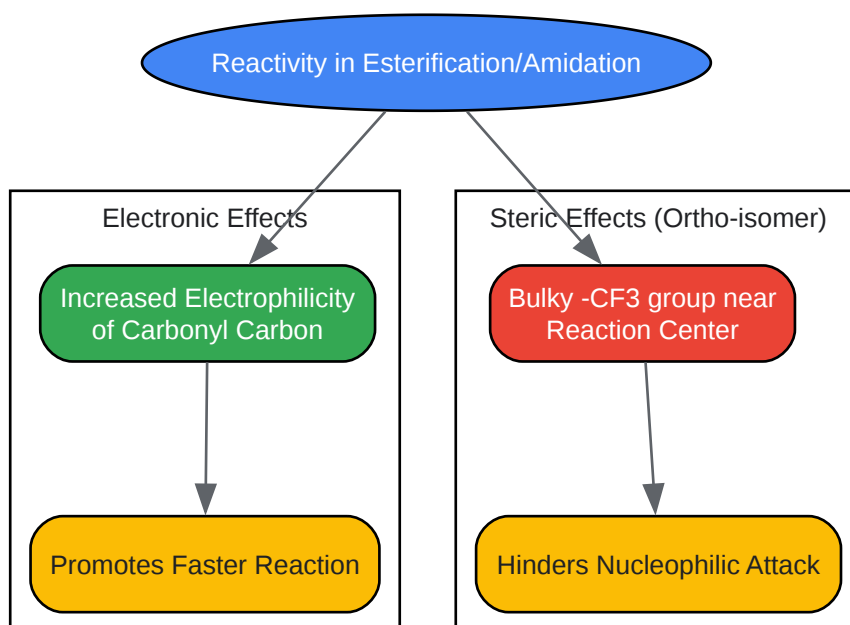 Reactivity in Esterification/Amidation
Electronic Effects
Increased Electrophilicity
of Carbonyl Carbon
Promotes Faster Reaction
Steric Effects (Ortho-isomer)
Bulky -CF3 group near
Reaction Center
Hinders Nucleophilic Attack